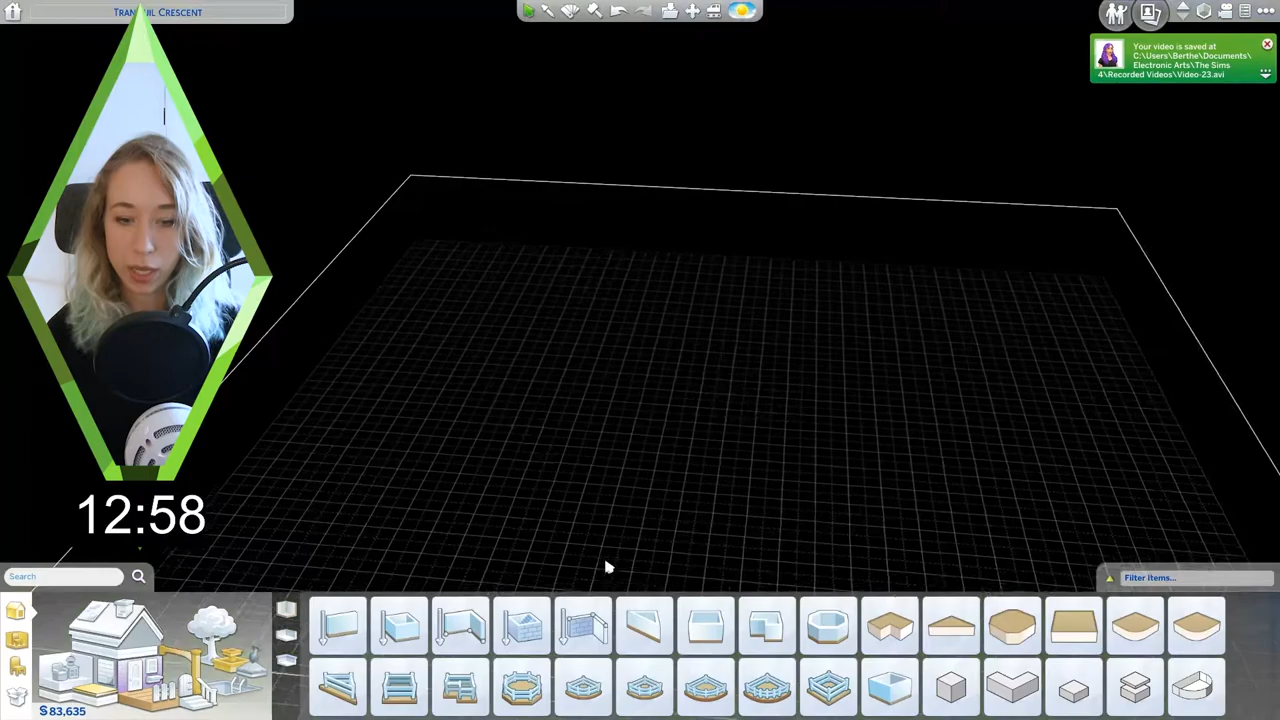 TRANQUIL CRESCENT
Your video is saved at
C:\Users\Berthe\Documents\
Electronic Arts\The Sims
4\Recorded Videos\Video-23.avi
12:58
Search
Filter Items...
§83,635